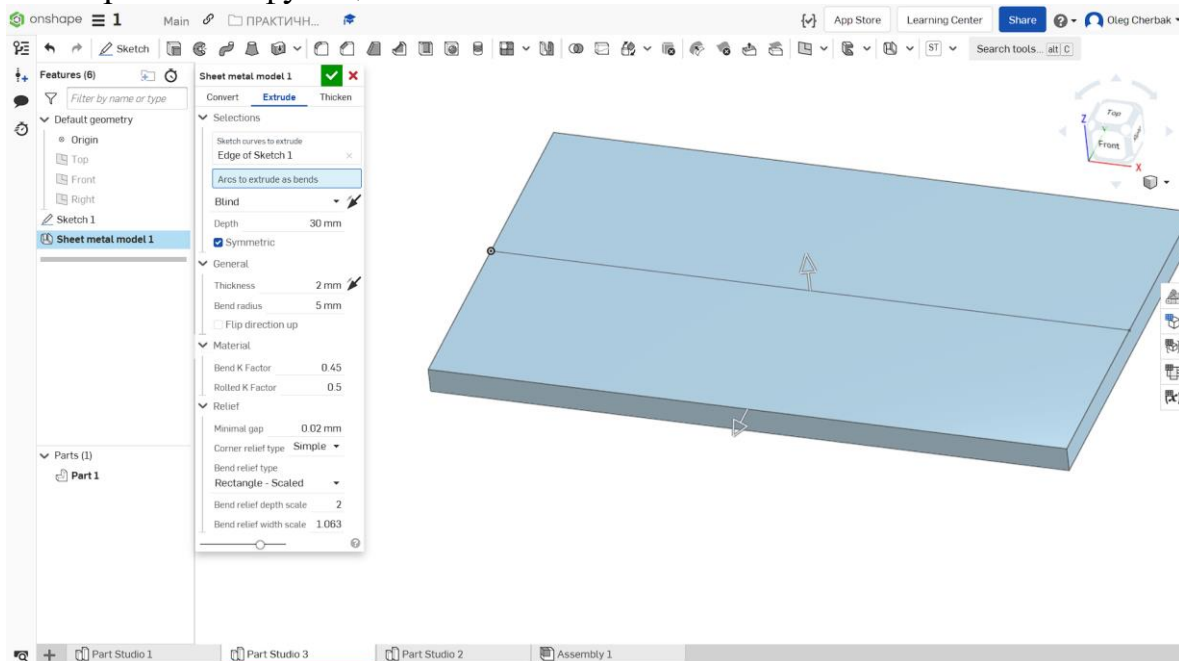 onshape 1 Main ПРАКТИЧН... App Store Learning Center Share Oleg Cherbak
Sketch ST Search tools... alt C
Features (6)
Filter by name or type
Default geometry
Origin
Top
Front
Right
Sketch 1
Sheet metal model 1
Sheet metal model 1
Convert Extrude Thicken
Selections
Sketch curves to extrude
Edge of Sketch 1
Arcs to extrude as bends
Blind
Depth 30 mm
Symmetric
General
Thickness 2 mm
Bend radius 5 mm
Flip direction up
Material
Bend K Factor 0.45
Rolled K Factor 0.5
Relief
Minimal gap 0.02 mm
Corner relief type Simple
Bend relief type
Rectangle - Scaled
Bend relief depth scale 2
Bend relief width scale 1.063
Top
Z
Front
X
Parts (1)
Part 1
Part Studio 1 Part Studio 3 Part Studio 2 Assembly 1